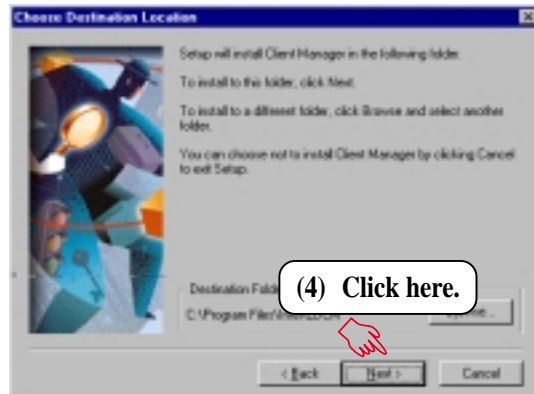 Choose Destination Location
Setup will install Client Manager in the following folder.
To install to this folder, click Next.
To install to a different folder, click Browse and select another
folder.
You can choose not to install Client Manager by clicking Cancel
to exit Setup.
(4) Click here.
Destination
C:\Program Files\
< Back
Next >
Cancel